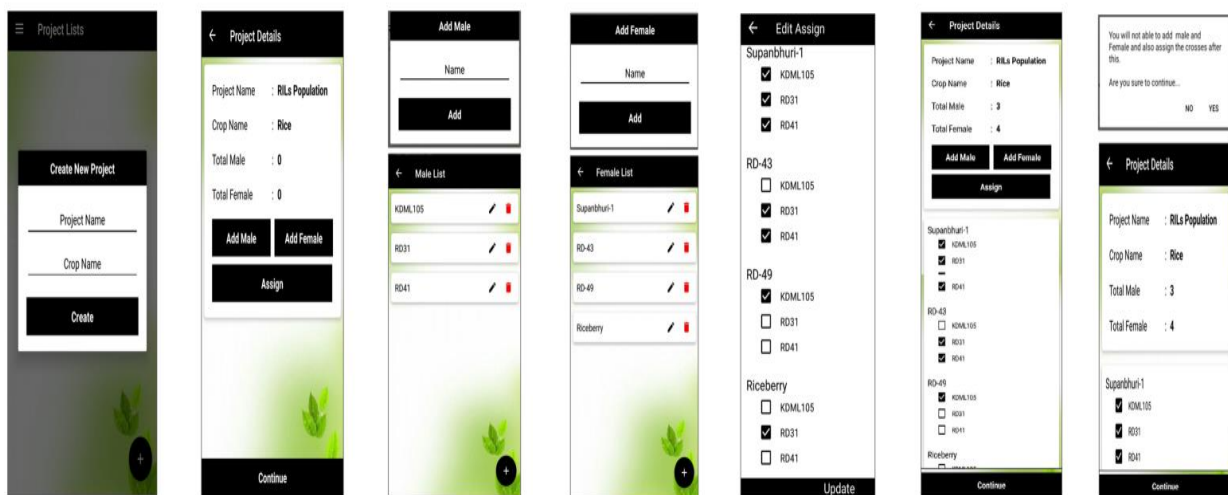 Project Lists
Create New Project
Project Name
Crop Name
Create
+
Project Details
Project Name : RILs Population
Crop Name : Rice
Total Male : 0
Total Female : 0
Add Male Add Female
Assign
Continue
Add Male
Name
Add
Male List
KDML105
RD31
RD41
+
Add Female
Name
Add
Female List
Supanbhuri-1
RD-43
RD-49
Riceberry
+
Edit Assign
Supanbhuri-1
KDML105
RD31
RD41
RD-43
KDML105
RD31
RD41
RD-49
KDML105
RD31
RD41
Riceberry
KDML105
RD31
RD41
Update
Project Details
Project Name : RILs Population
Crop Name : Rice
Total Male : 3
Total Female : 4
Add Male Add Female
Assign
Supanbhuri-1
KDML105
RD31
RD41
RD-43
KDML105
RD31
RD41
RD-49
KDML105
RD31
RD41
Riceberry
Continue
You will not able to add male and
Female and also assign the crosses after
this.
Are you sure to continue...
NO YES
Project Details
Project Name : RILs Population
Crop Name : Rice
Total Male : 3
Total Female : 4
Supanbhuri-1
KDML105
RD31
RD41
Continue